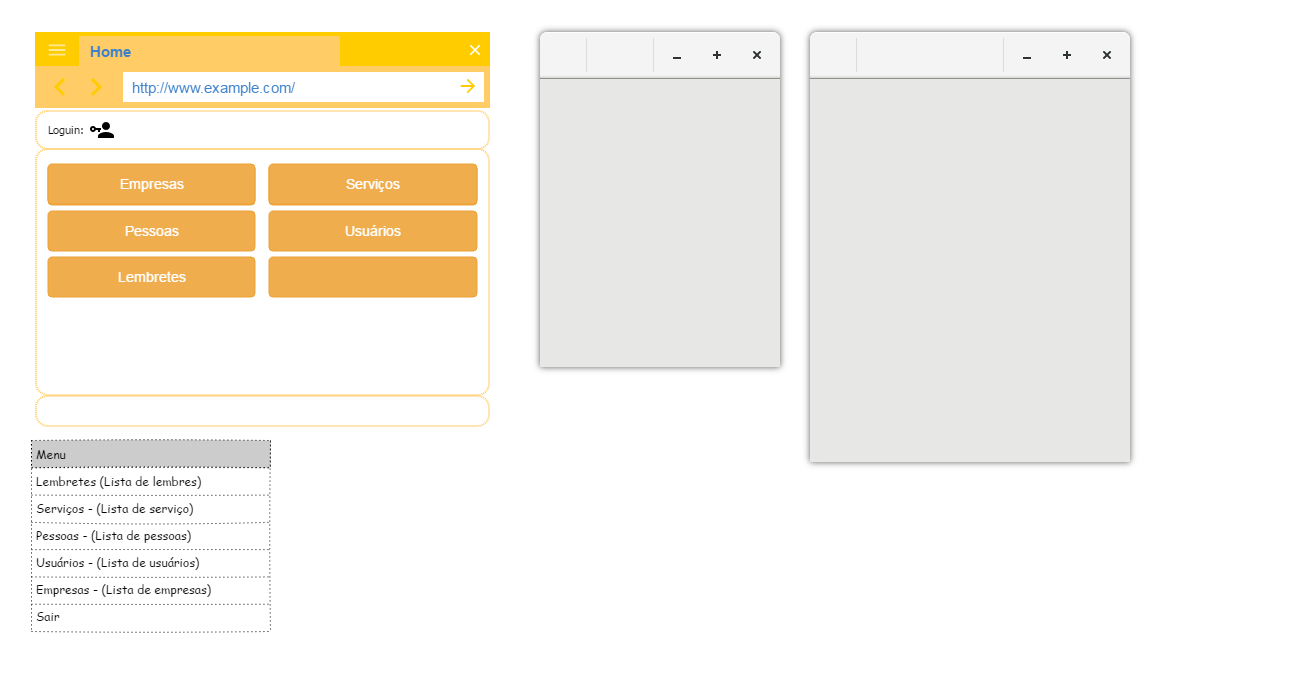 Home
http://www.example.com/
Loguin:
Empresas
Serviços
Pessoas
Usuários
Lembretes
Menu
Lembretes (Lista de lembres)
Serviços - (Lista de serviço)
Pessoas - (Lista de pessoas)
Usuários - (Lista de usuários)
Empresas - (Lista de empresas)
Sair